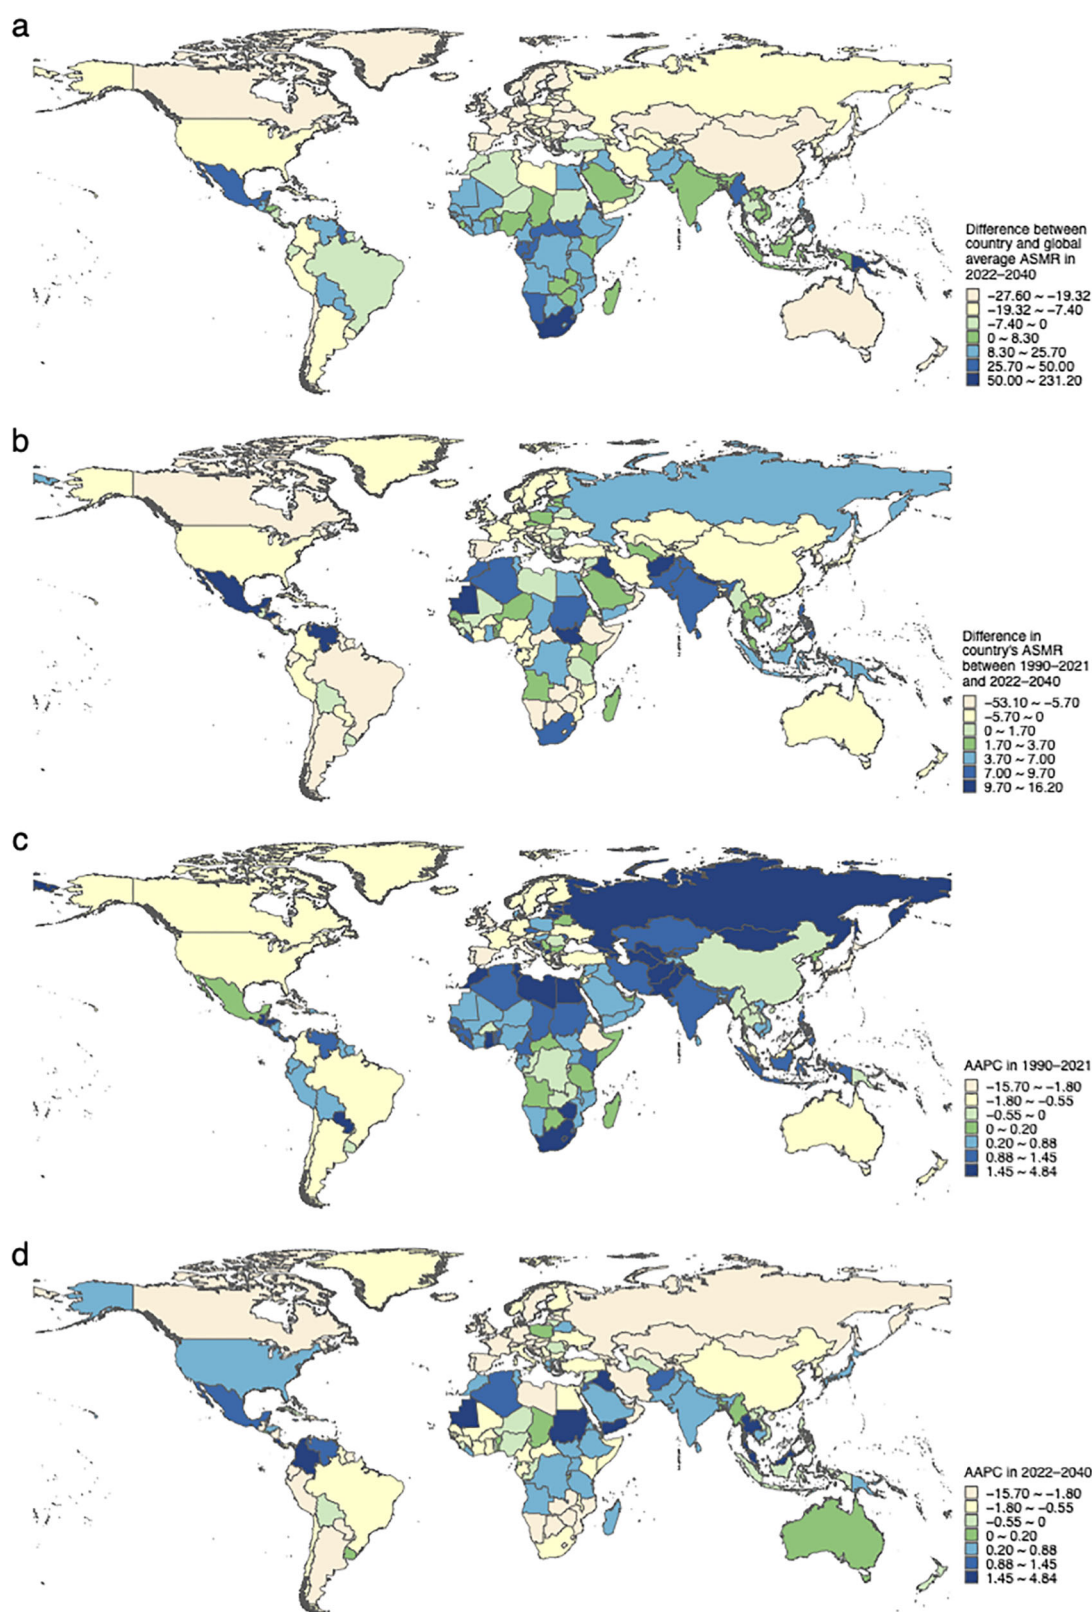 a
Difference between
country and global
average ASMR in
2022–2040
−27.60 ~ −19.32
−19.32 ~ −7.40
−7.40 ~ 0
0 ~ 8.30
8.30 ~ 25.70
25.70 ~ 50.00
50.00 ~ 231.20
b
Difference in
country's ASMR
between 1990–2021
and 2022–2040
−53.10 ~ −5.70
−5.70 ~ 0
0 ~ 1.70
1.70 ~ 3.70
3.70 ~ 7.00
7.00 ~ 9.70
9.70 ~ 16.20
c
AAPC in 1990–2021
−15.70 ~ −1.80
−1.80 ~ −0.55
−0.55 ~ 0
0 ~ 0.20
0.20 ~ 0.88
0.88 ~ 1.45
1.45 ~ 4.84
d
AAPC in 2022–2040
−15.70 ~ −1.80
−1.80 ~ −0.55
−0.55 ~ 0
0 ~ 0.20
0.20 ~ 0.88
0.88 ~ 1.45
1.45 ~ 4.84